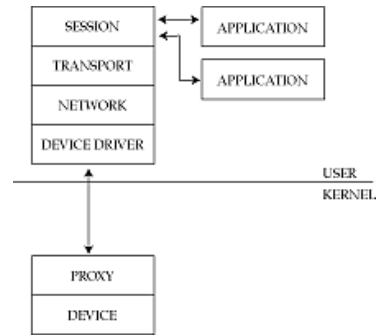 SESSION
APPLICATION
TRANSPORT
APPLICATION
NETWORK
DEVICE DRIVER
USER
KERNEL
PROXY
DEVICE